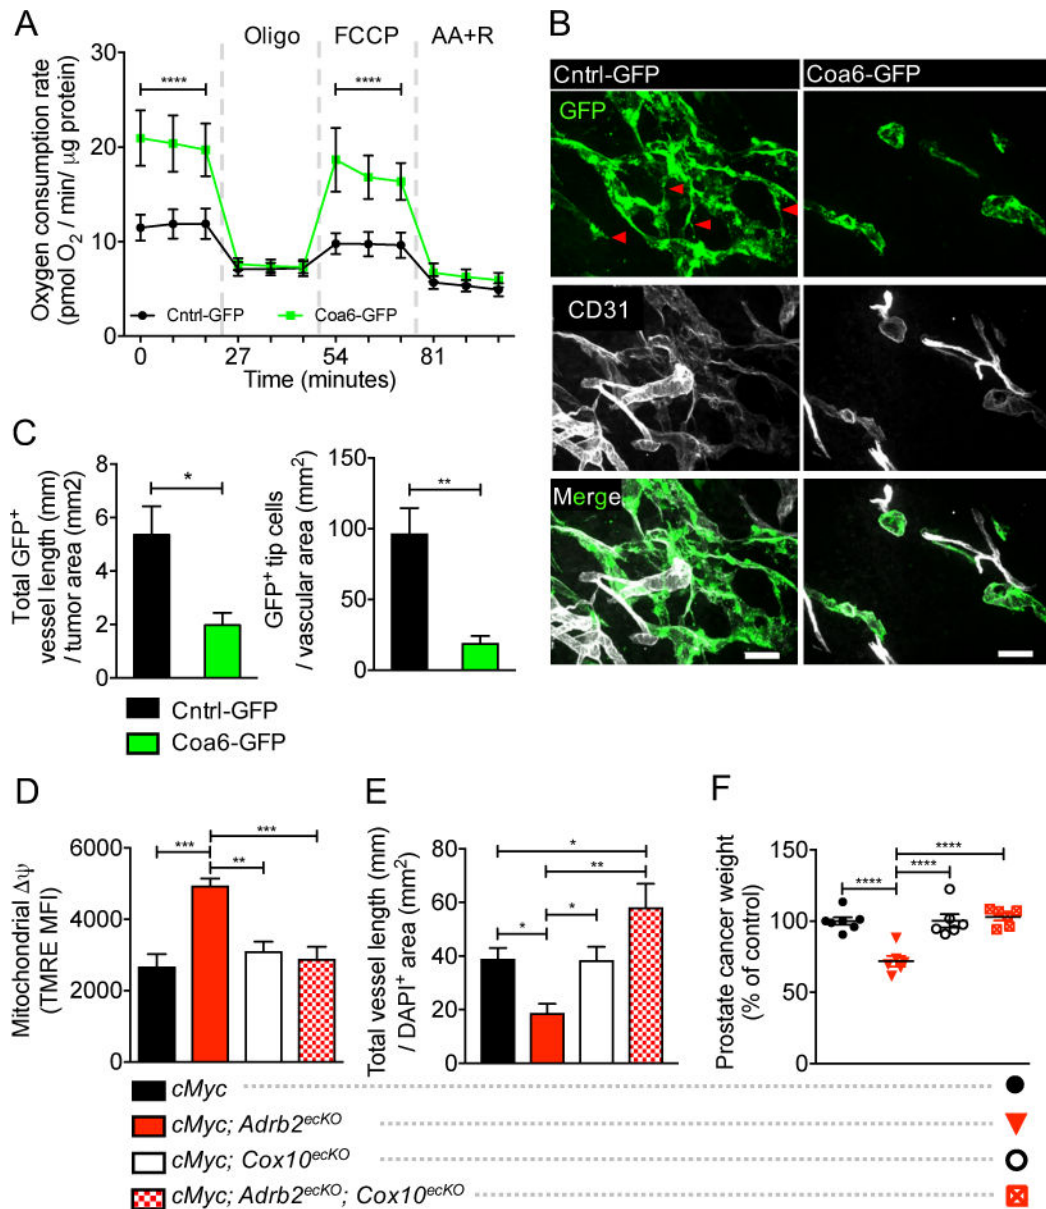 A
Oligo
FCCP
AA+R
Oxygen consumption rate
(pmol O2 / min/ μg protein)
30
20
10
0
****
****
Cntrl-GFP
Coa6-GFP
0
27
54
81
Time (minutes)
B
Cntrl-GFP
Coa6-GFP
GFP
CD31
Merge
C
Total GFP+
vessel length (mm)
/ tumor area (mm2)
8
6
4
2
0
*
GFP+ tip cells
/ vascular area (mm2)
150
100
50
0
**
Cntrl-GFP
Coa6-GFP
D
Mitochondrial Δψ
(TMRE MFI)
6000
4000
2000
0
***
***
**
E
Total vessel length (mm)
/ DAPI+ area (mm2)
80
60
40
20
0
*
**
*
*
F
Prostate cancer weight
(% of control)
150
100
50
0
****
****
****
cMyc
cMyc; Adrb2ecKO
cMyc; Cox10ecKO
cMyc; Adrb2ecKO; Cox10ecKO